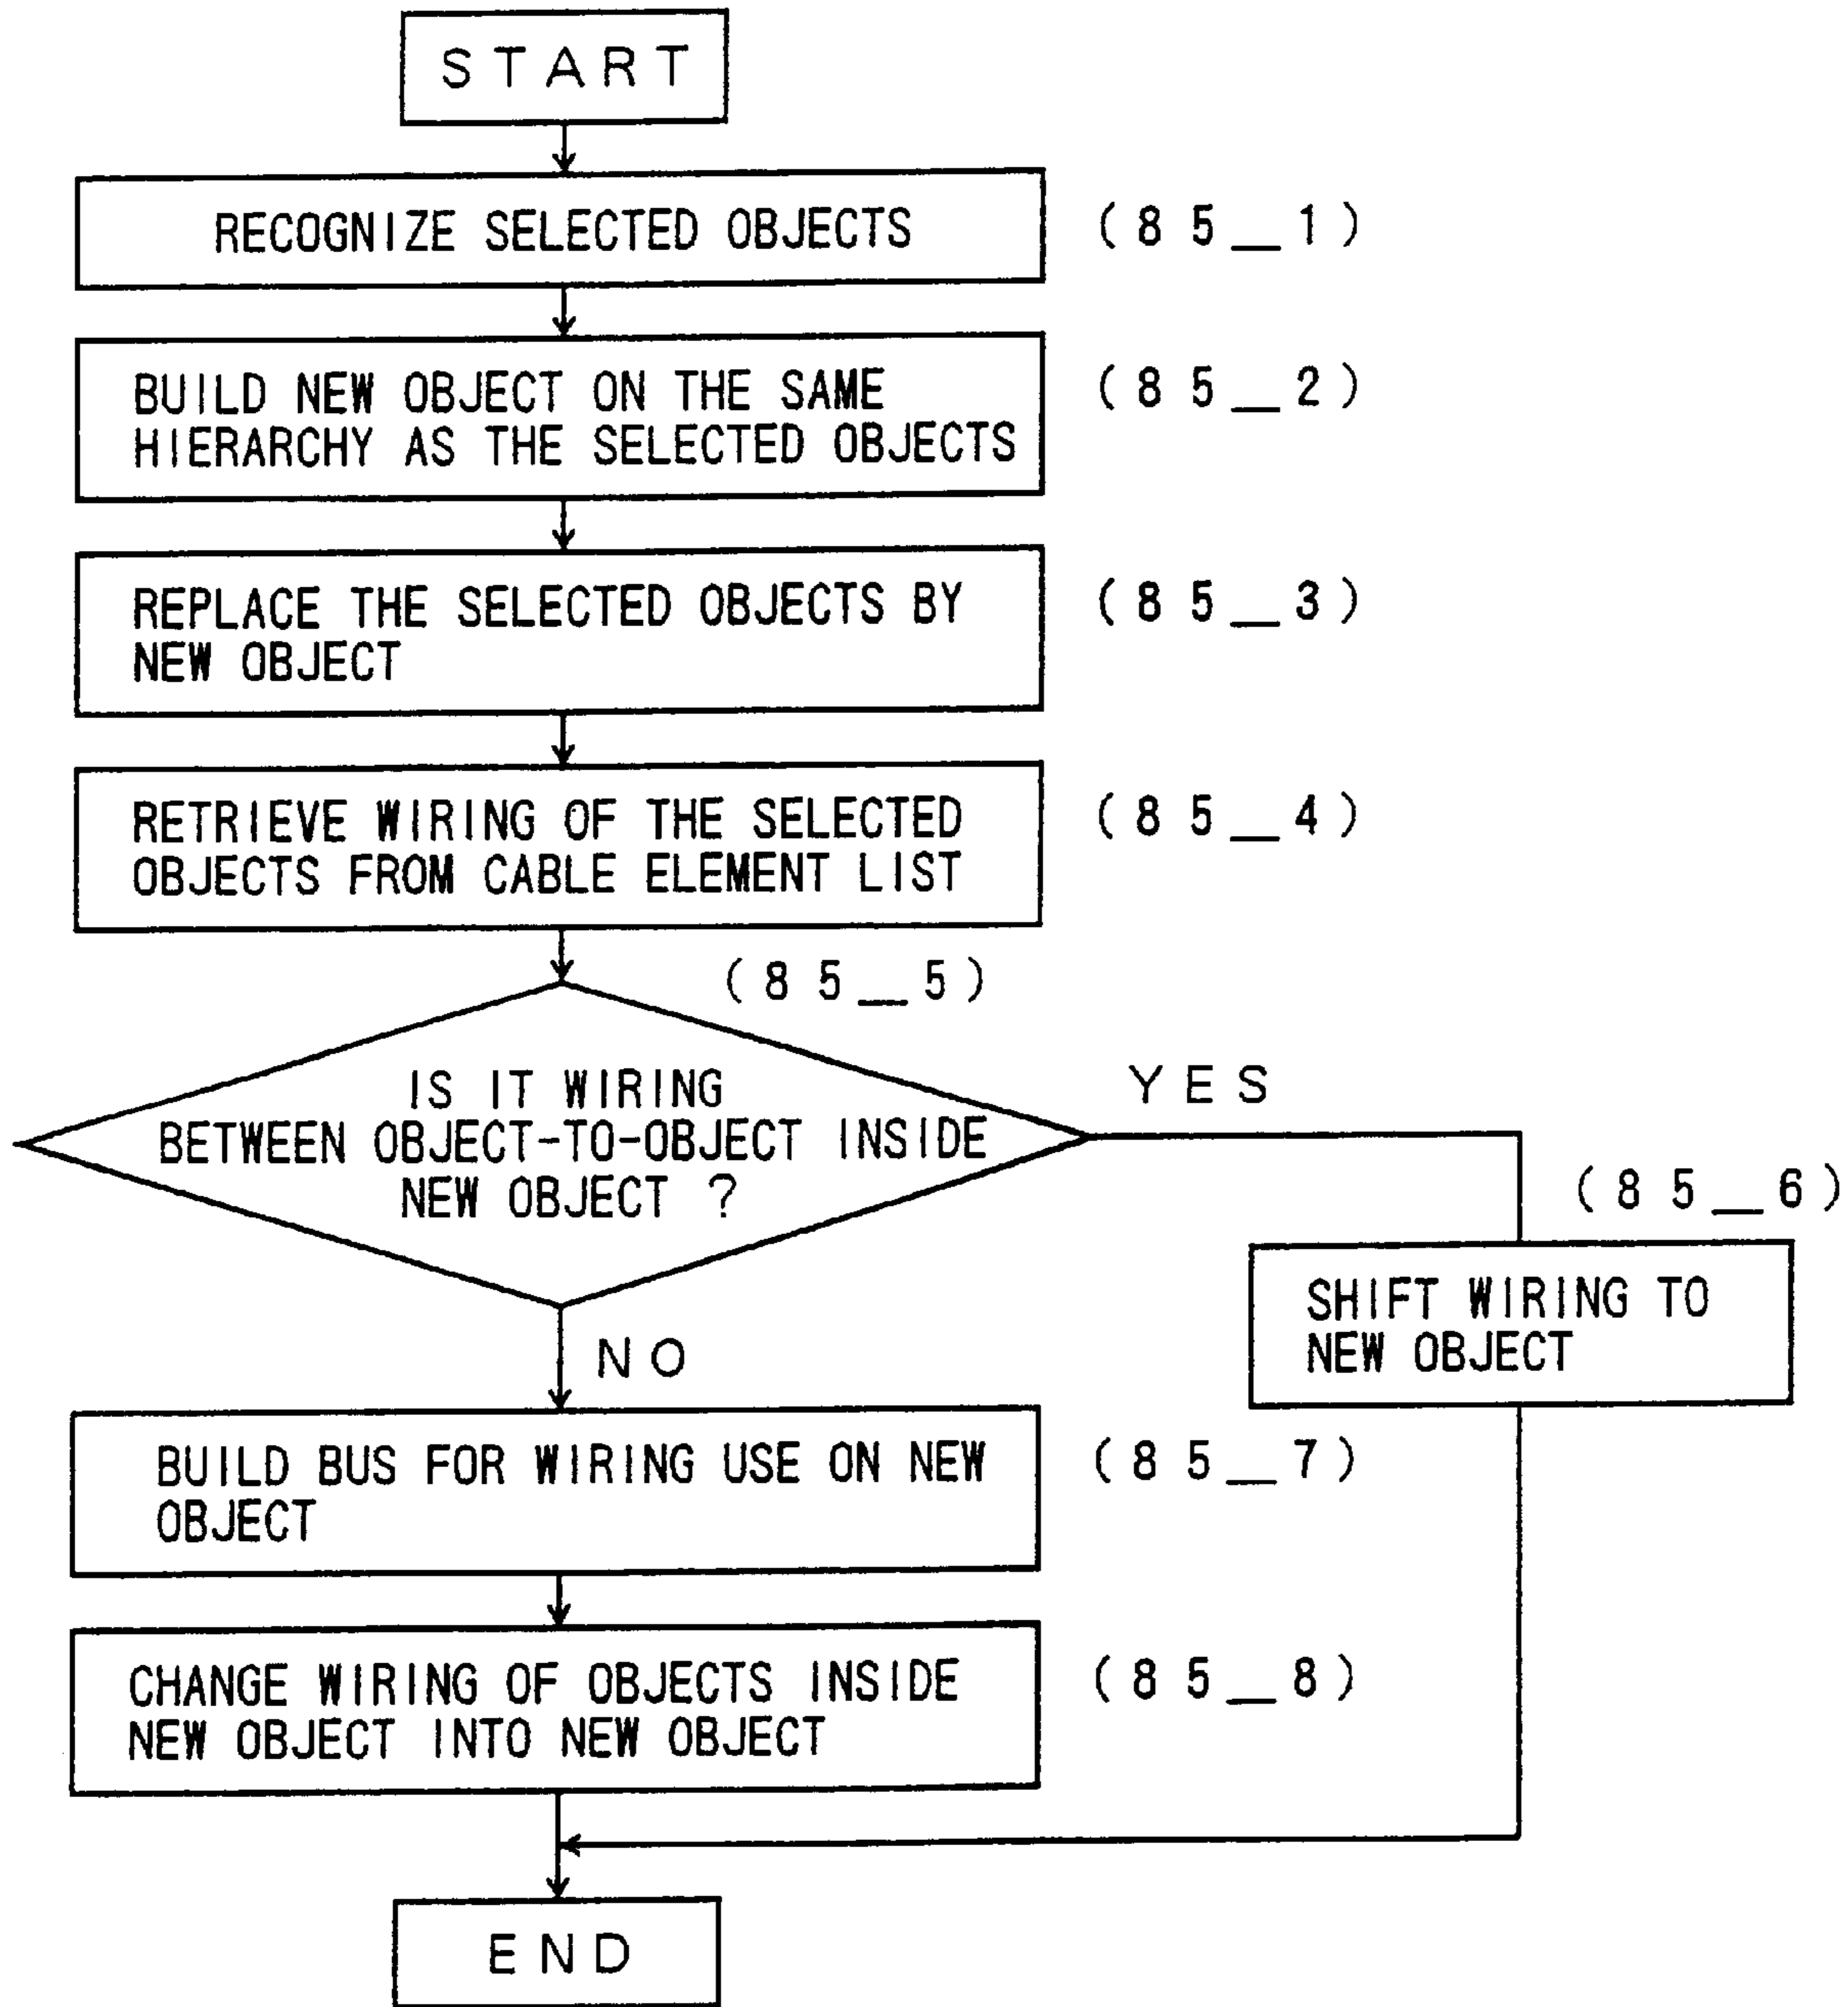 START
RECOGNIZE SELECTED OBJECTS
(85_1)
BUILD NEW OBJECT ON THE SAME
HIERARCHY AS THE SELECTED OBJECTS
(85_2)
REPLACE THE SELECTED OBJECTS BY
NEW OBJECT
(85_3)
RETRIEVE WIRING OF THE SELECTED
OBJECTS FROM CABLE ELEMENT LIST
(85_4)
(85_5)
IS IT WIRING
BETWEEN OBJECT-TO-OBJECT INSIDE
NEW OBJECT ?
YES
(85_6)
SHIFT WIRING TO
NEW OBJECT
NO
BUILD BUS FOR WIRING USE ON NEW
OBJECT
(85_7)
CHANGE WIRING OF OBJECTS INSIDE
NEW OBJECT INTO NEW OBJECT
(85_8)
END